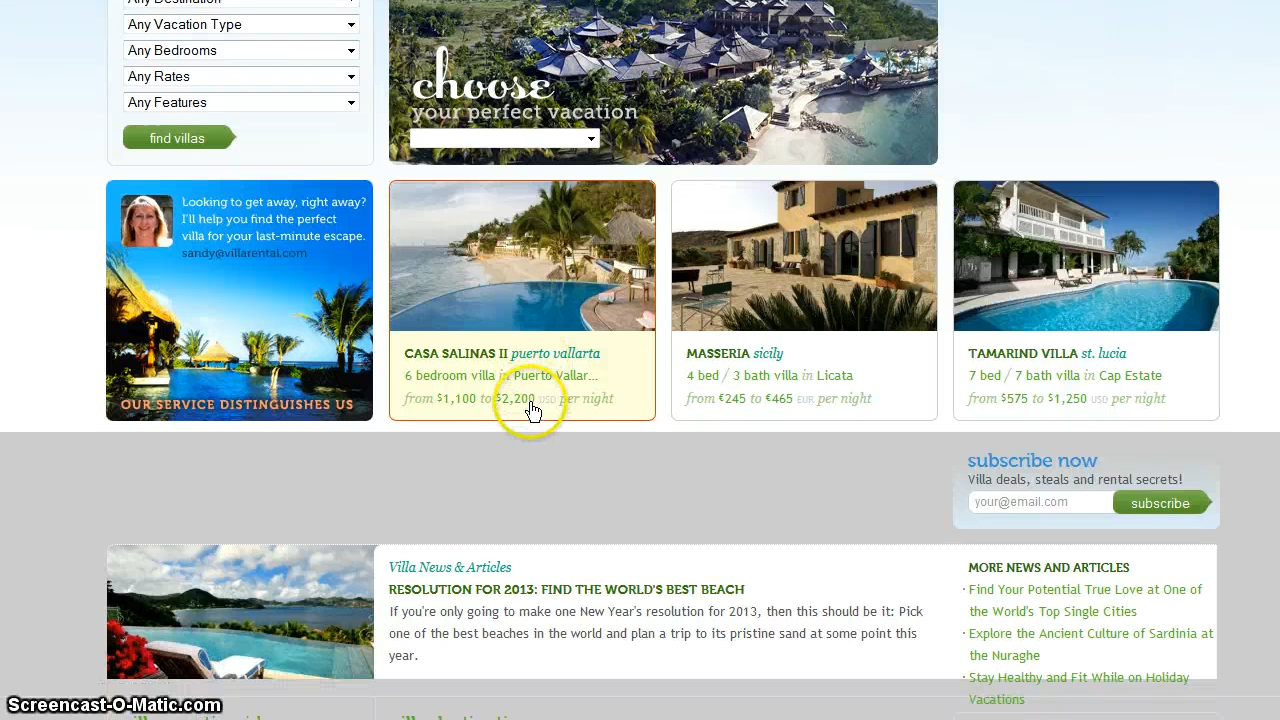 Any Destination
Any Vacation Type
Any Bedrooms
Any Rates
Any Features
find villas
choose
your perfect vacation
Looking to get away, right away?
I'll help you find the perfect
villa for your last-minute escape.
sandy@villarental.com
OUR SERVICE DISTINGUISHES US
CASA SALINAS II puerto vallarta
6 bedroom villa in Puerto Vallar...
from $1,100 to $2,200 USD per night
MASSERIA sicily
4 bed / 3 bath villa in Licata
from €245 to €465 EUR per night
TAMARIND VILLA st. lucia
7 bed / 7 bath villa in Cap Estate
from $575 to $1,250 USD per night
subscribe now
Villa deals, steals and rental secrets!
your@email.com
subscribe
Villa News & Articles
RESOLUTION FOR 2013: FIND THE WORLD'S BEST BEACH
If you're only going to make one New Year's resolution for 2013, then this should be it: Pick
one of the best beaches in the world and plan a trip to its pristine sand at some point this
year.
MORE NEWS AND ARTICLES
· Find Your Potential True Love at One of
the World's Top Single Cities
· Explore the Ancient Culture of Sardinia at
the Nuraghe
· Stay Healthy and Fit While on Holiday
Vacations
Screencast-O-Matic.com